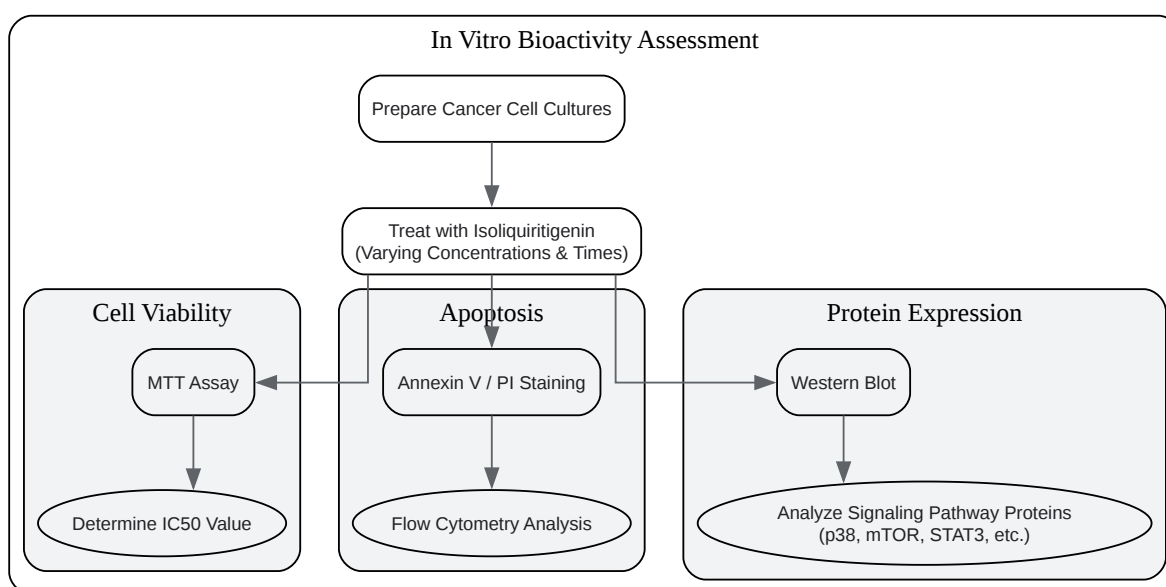 In Vitro Bioactivity Assessment
Prepare Cancer Cell Cultures
Treat with Isoliquiritigenin
(Varying Concentrations & Times)
Cell Viability
Apoptosis
Protein Expression
MTT Assay
Annexin V / PI Staining
Western Blot
Determine IC50 Value
Flow Cytometry Analysis
Analyze Signaling Pathway Proteins
(p38, mTOR, STAT3, etc.)